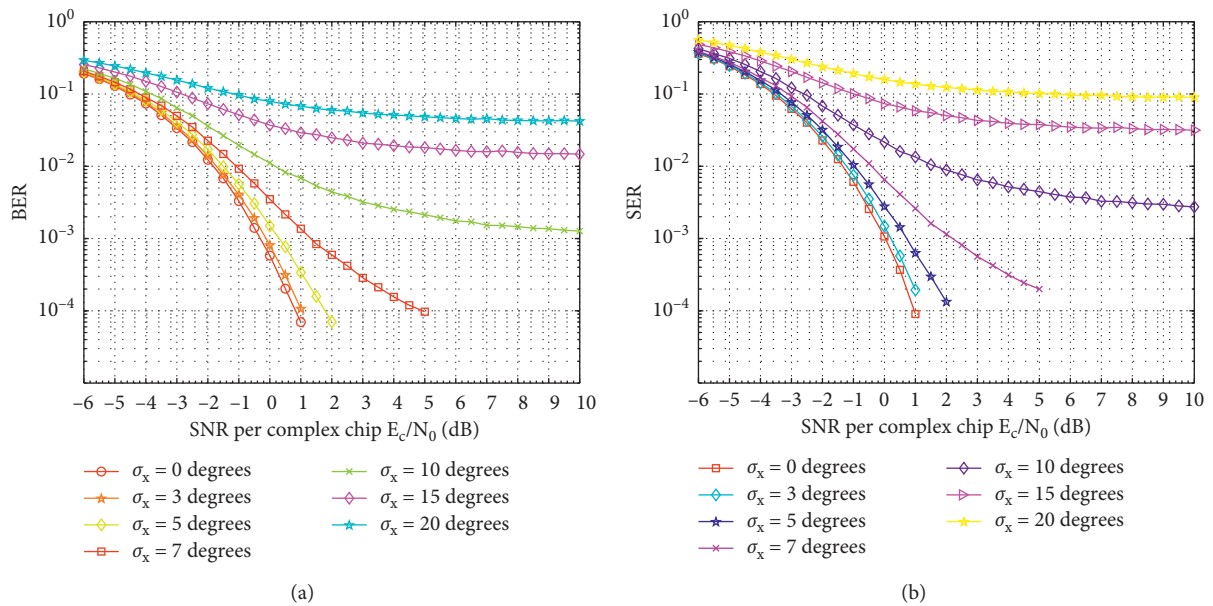 10⁰
10⁻¹
10⁻²
10⁻³
10⁻⁴
BER
–6 –5 –4 –3 –2 –1 0 1 2 3 4 5 6 7 8 9 10
SNR per complex chip E_c/N_0 (dB)
σ_x = 0 degrees
σ_x = 3 degrees
σ_x = 5 degrees
σ_x = 7 degrees
σ_x = 10 degrees
σ_x = 15 degrees
σ_x = 20 degrees
(a)
10⁰
10⁻¹
10⁻²
10⁻³
10⁻⁴
SER
–6 –5 –4 –3 –2 –1 0 1 2 3 4 5 6 7 8 9 10
SNR per complex chip E_c/N_0 (dB)
σ_x = 0 degrees
σ_x = 3 degrees
σ_x = 5 degrees
σ_x = 7 degrees
σ_x = 10 degrees
σ_x = 15 degrees
σ_x = 20 degrees
(b)